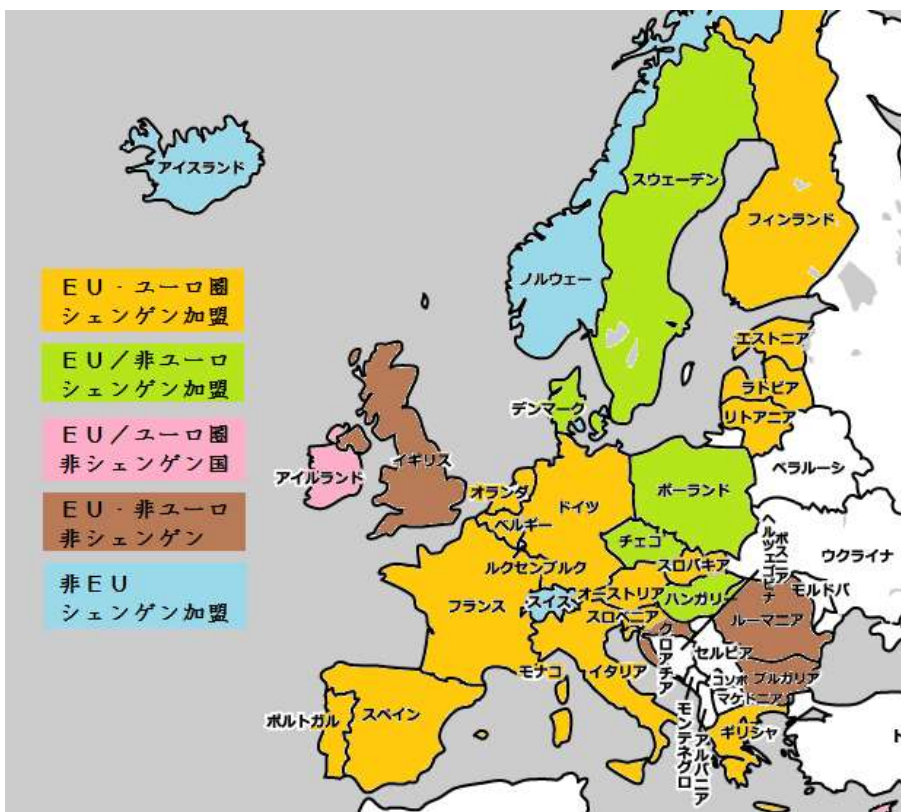 アイスランド
スウェーデン
フィンランド
ノルウェー
EU・ユーロ圏
シェンゲン加盟
EU/非ユーロ
シェンゲン加盟
EU/ユーロ圏
非シェンゲン国
EU・非ユーロ
非シェンゲン
非EU
シェンゲン加盟
エストニア
ラトビア
リトアニア
デンマーク
ベラルーシ
アイルランド
イギリス
オランダ
ドイツ
ポーランド
ベルギー
チェコ
スロバキア
ウクライナ
ルクセンブルク
ボスニア
ヘルツェゴビナ
モルドバ
フランス
スイス
オーストリア
ハンガリー
スロベニア
ルーマニア
クロアチア
セルビア
モナコ
イタリア
コソボ
ブルガリア
マケドニア
ポルトガル
スペイン
モンテネグロ
アルバニア
ギリシャ
ト